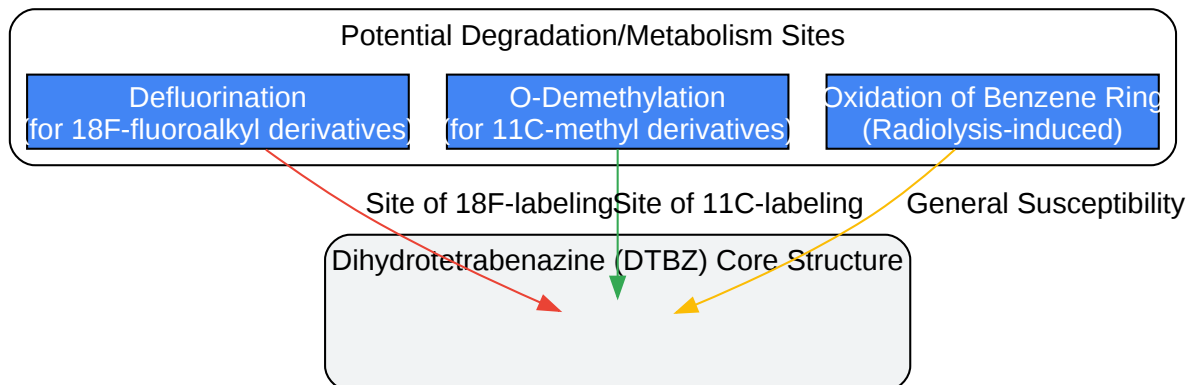 Potential Degradation/Metabolism Sites
Defluorination
(for 18F-fluoroalkyl derivatives)
O-Demethylation
(for 11C-methyl derivatives)
Oxidation of Benzene Ring
(Radiolysis-induced)
Site of 18F-labeling
Site of 11C-labeling
General Susceptibility
Dihydrotetrabenazine (DTBZ) Core Structure